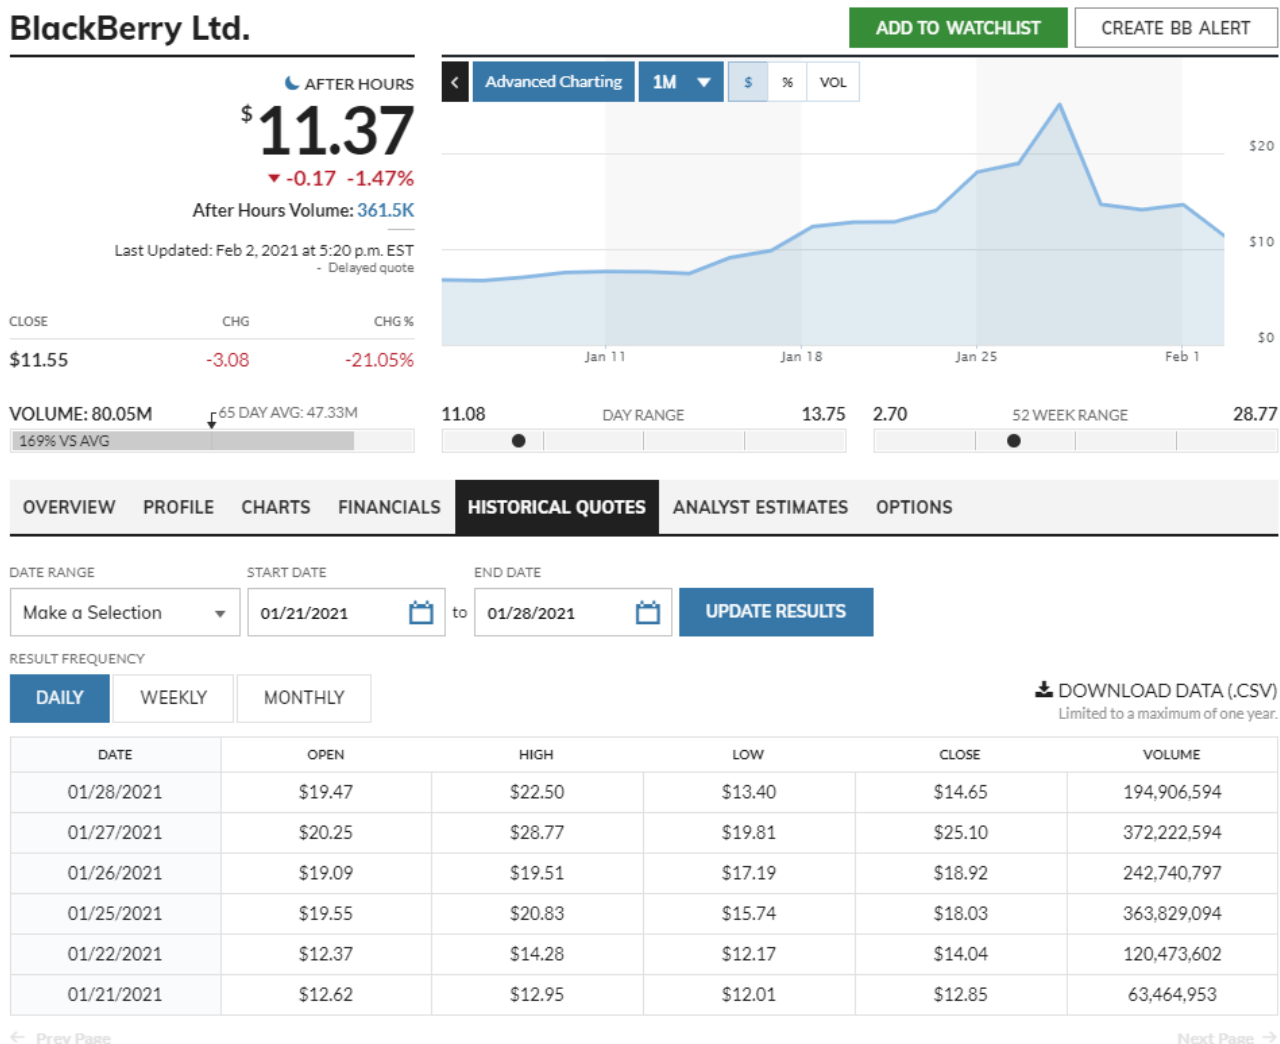 BlackBerry Ltd.
ADD TO WATCHLIST
CREATE BB ALERT
AFTER HOURS
$11.37
-0.17 -1.47%
After Hours Volume: 361.5K
Last Updated: Feb 2, 2021 at 5:20 p.m. EST
- Delayed quote
CLOSE CHG CHG %
$11.55 -3.08 -21.05%
Advanced Charting 1M $ % VOL
$20
$10
$0
Jan 11 Jan 18 Jan 25 Feb 1
VOLUME: 80.05M 65 DAY AVG: 47.33M
169% VS AVG
11.08 DAY RANGE 13.75
2.70 52 WEEK RANGE 28.77
OVERVIEW PROFILE CHARTS FINANCIALS HISTORICAL QUOTES ANALYST ESTIMATES OPTIONS
DATE RANGE START DATE END DATE
Make a Selection 01/21/2021 to 01/28/2021 UPDATE RESULTS
RESULT FREQUENCY
DAILY WEEKLY MONTHLY
DOWNLOAD DATA (.CSV)
Limited to a maximum of one year.
DATE OPEN HIGH LOW CLOSE VOLUME
01/28/2021 $19.47 $22.50 $13.40 $14.65 194,906,594
01/27/2021 $20.25 $28.77 $19.81 $25.10 372,222,594
01/26/2021 $19.09 $19.51 $17.19 $18.92 242,740,797
01/25/2021 $19.55 $20.83 $15.74 $18.03 363,829,094
01/22/2021 $12.37 $14.28 $12.17 $14.04 120,473,602
01/21/2021 $12.62 $12.95 $12.01 $12.85 63,464,953
Prev Page Next Page